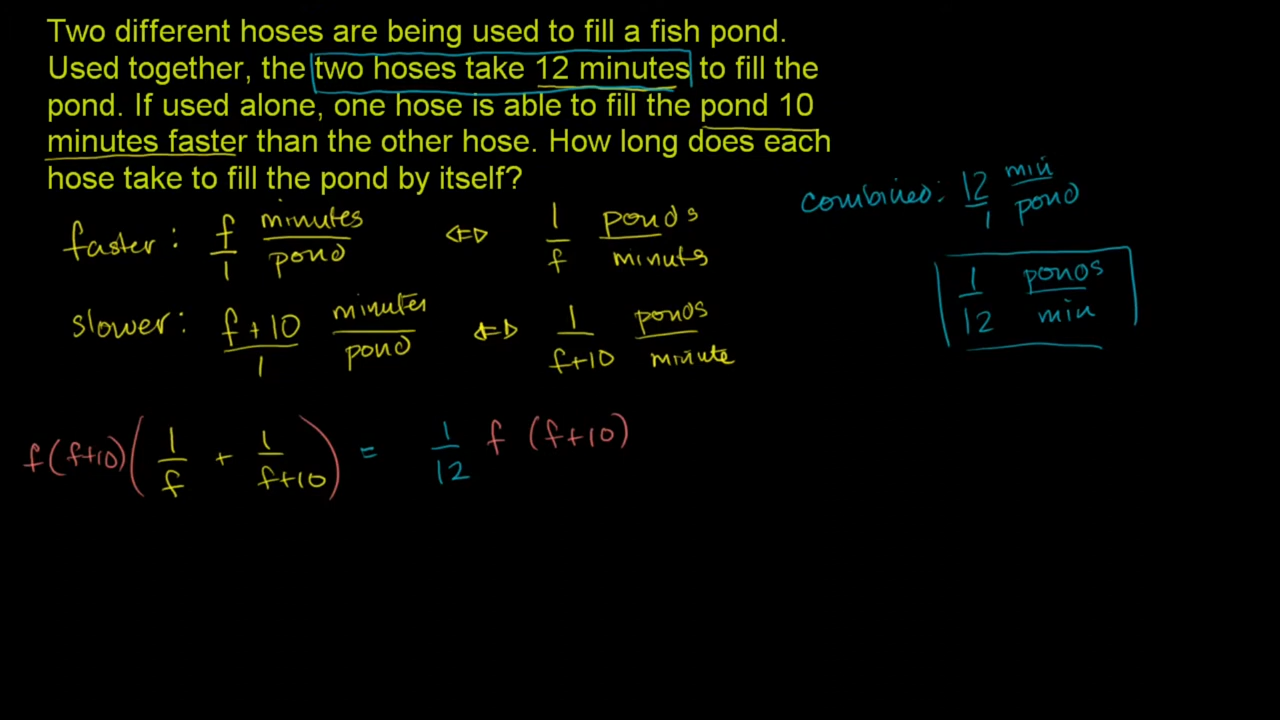 Two different hoses are being used to fill a fish pond.
Used together, the two hoses take 12 minutes to fill the
pond. If used alone, one hose is able to fill the pond 10
minutes faster than the other hose. How long does each
hose take to fill the pond by itself?
combined: 12/1 min/pond
faster: f/1 minutes/pond ⇔ 1/f ponds/minutes
1/12 ponds/min
slower: f+10/1 minutes/pond ⇔ 1/f+10 ponds/minute
f(f+10)(1/f + 1/f+10) = 1/12 f (f+10)